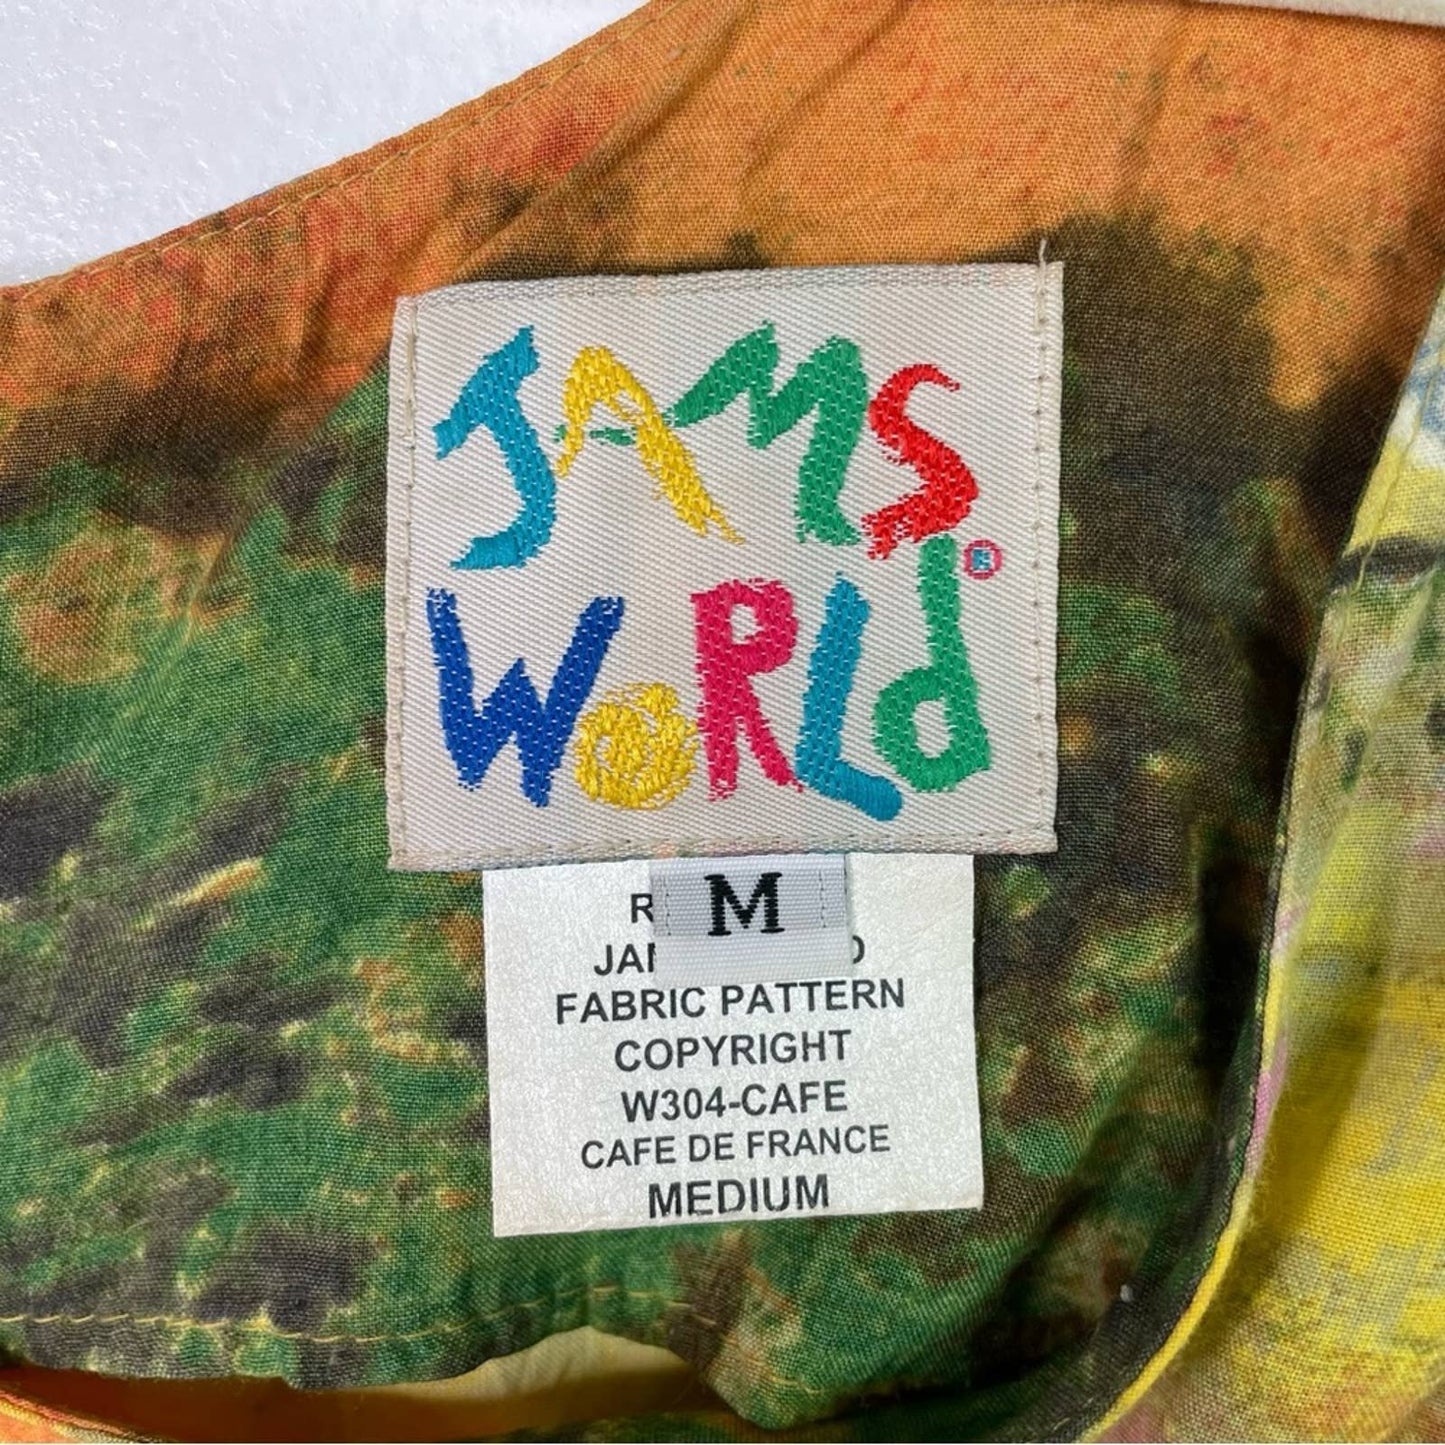 JAMS
WORLd
®
M
FABRIC PATTERN
COPYRIGHT
W304-CAFE
CAFE DE FRANCE
MEDIUM